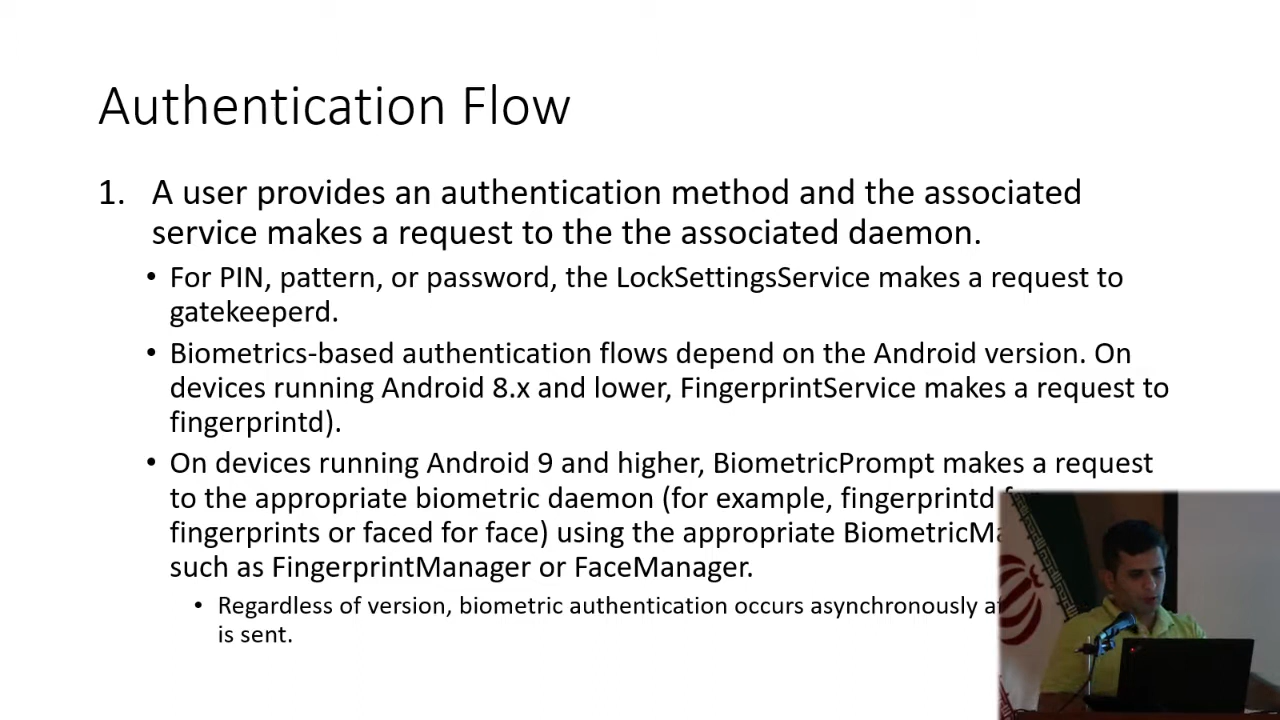 Authentication Flow
1. A user provides an authentication method and the associated
service makes a request to the the associated daemon.
• For PIN, pattern, or password, the LockSettingsService makes a request to
gatekeeperd.
• Biometrics-based authentication flows depend on the Android version. On
devices running Android 8.x and lower, FingerprintService makes a request to
fingerprintd).
• On devices running Android 9 and higher, BiometricPrompt makes a request
to the appropriate biometric daemon (for example, fingerprintd
fingerprints or faced for face) using the appropriate
such as FingerprintManager or FaceManager.
• Regardless of version, biometric authentication occurs asynchronously
is sent.